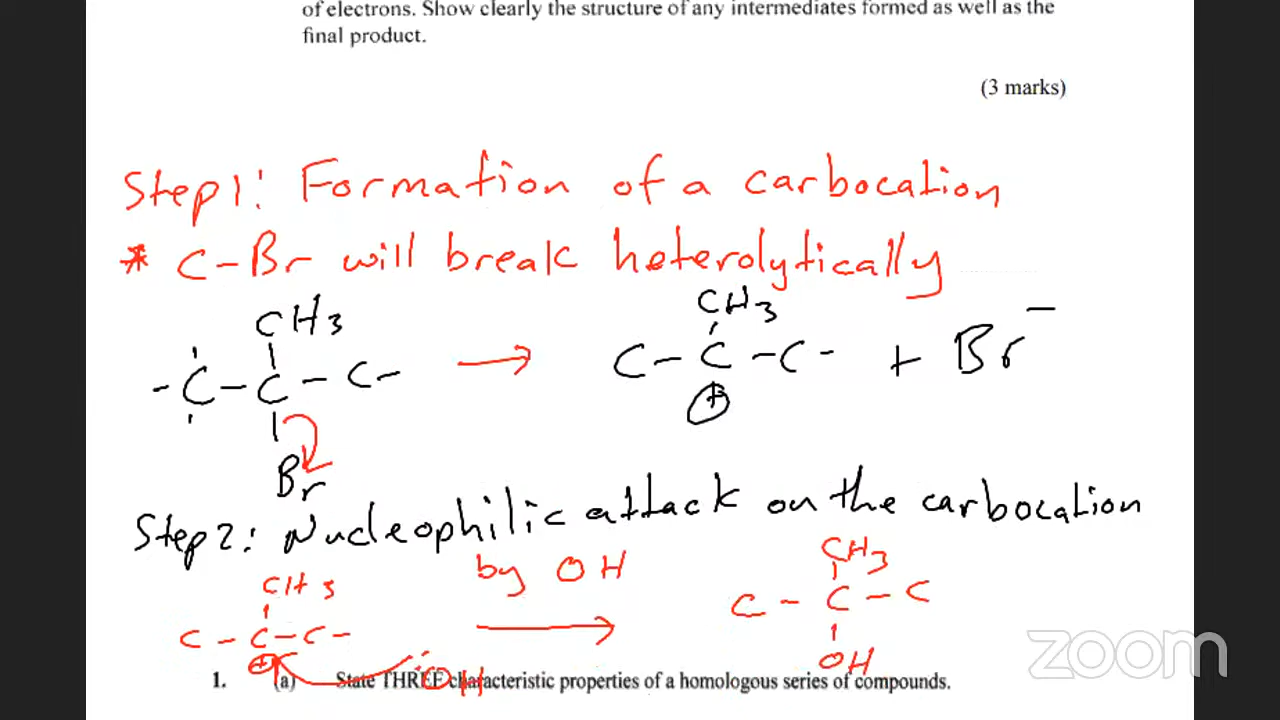 of electrons. Show clearly the structure of any intermediates formed as well as the
final product.
(3 marks)
Step 1: Formation of a carbocation
* C-Br will break heterolytically
CH3
CH3
- C - C - C -
C - C - C - + Br⁻
+
Br
Step 2: Nucleophilic attack on the carbocation
by OH
CH3
CH3
C - C - C -
C - C - C
+
:OH
OH
zoom
1. (a) State THREE characteristic properties of a homologous series of compounds.